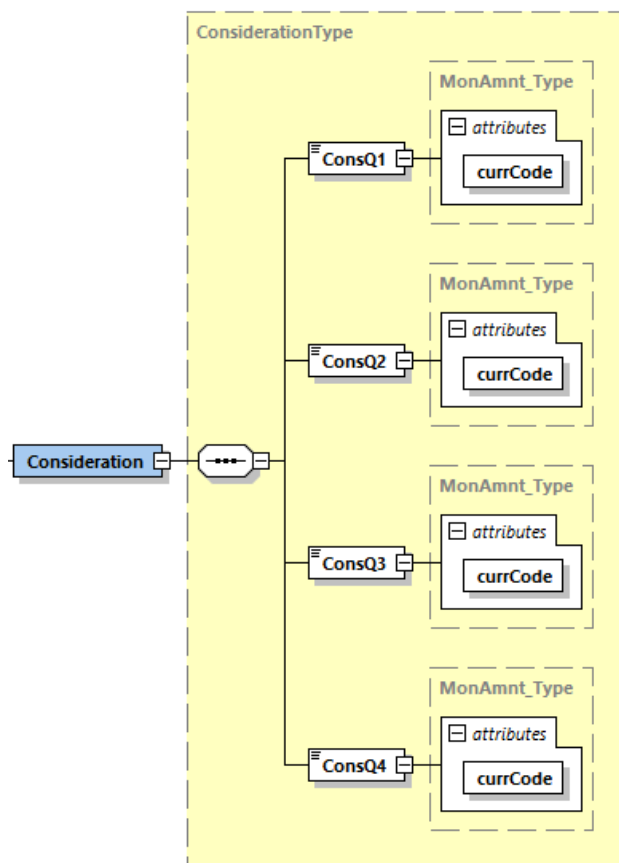 ConsiderationType
MonAmnt_Type
attributes
ConsQ1
currCode
MonAmnt_Type
attributes
ConsQ2
currCode
Consideration
MonAmnt_Type
attributes
ConsQ3
currCode
MonAmnt_Type
attributes
ConsQ4
currCode